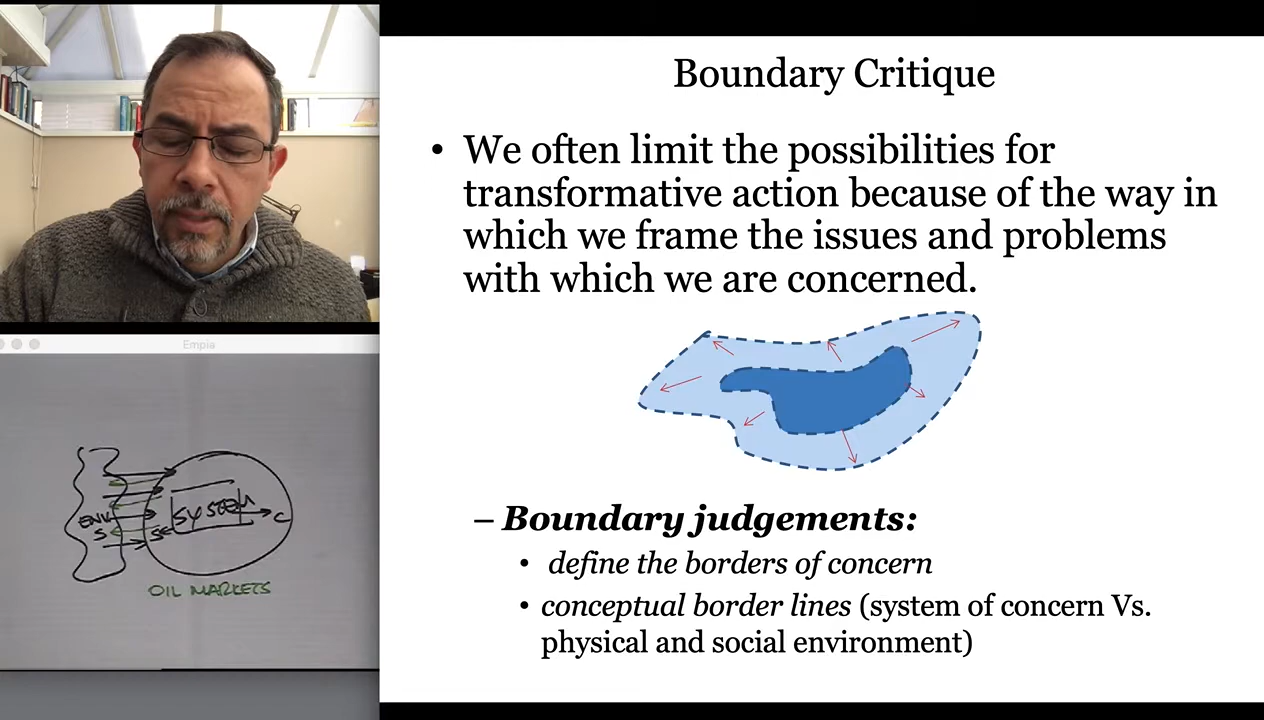 Boundary Critique
• We often limit the possibilities for
transformative action because of the way in
which we frame the issues and problems
with which we are concerned.
– Boundary judgements:
• define the borders of concern
• conceptual border lines (system of concern Vs.
physical and social environment)
Empia
SYSTEM
C
S
OIL MARKETS